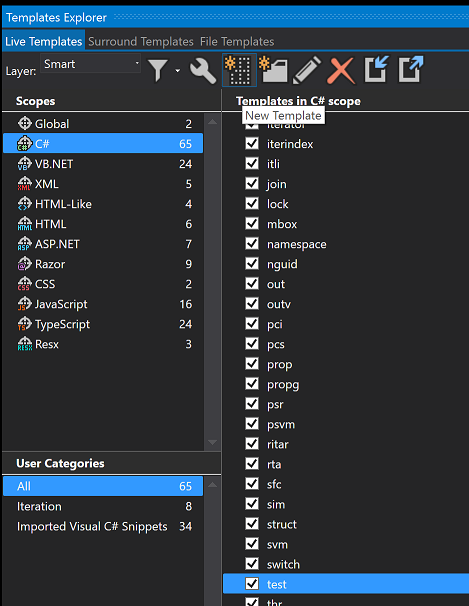 Templates Explorer
Live Templates Surround Templates File Templates
Layer: Smart
Scopes
Global 2
C# 65
VB.NET 24
XML 5
HTML-Like 4
HTML 6
ASP.NET 7
Razor 9
CSS 2
JavaScript 16
TypeScript 24
Resx 3
User Categories
All 65
Iteration 8
Imported Visual C# Snippets 34
Templates in C# scope
New Template
iterator
iterindex
itli
join
lock
mbox
namespace
nguid
out
outv
pci
pcs
prop
propg
psr
psvm
ritar
rta
sfc
sim
struct
svm
switch
test
thr